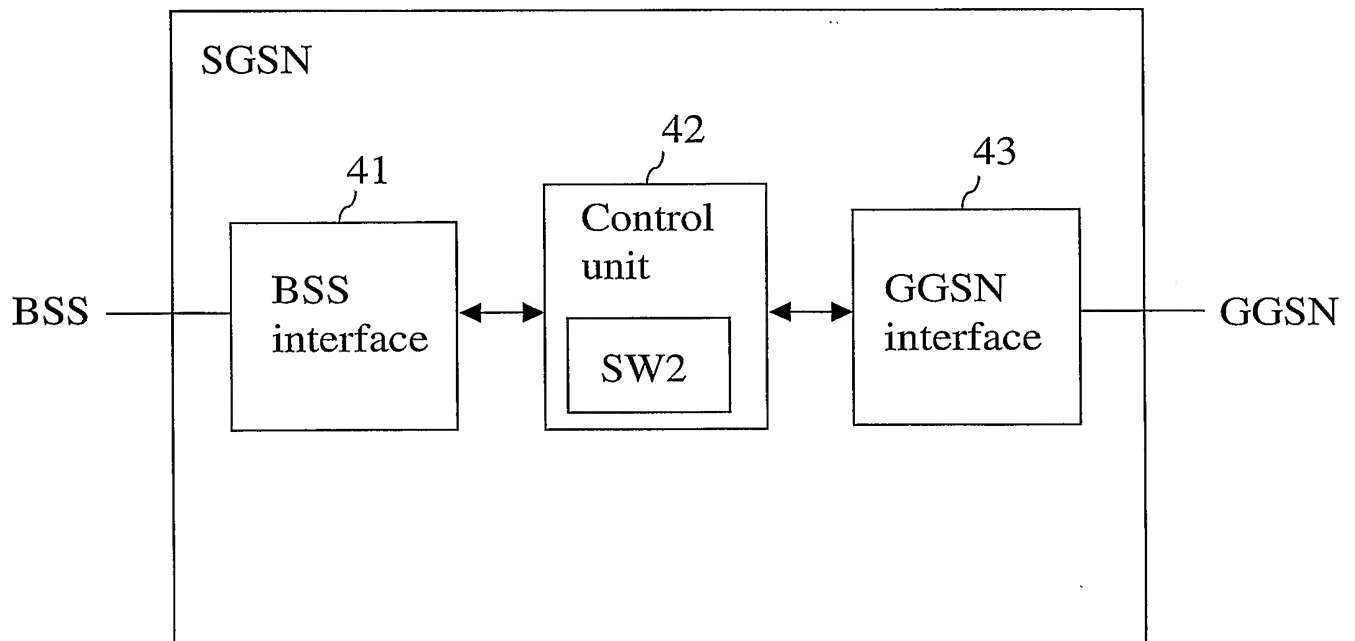 SGSN
41
42
43
BSS
BSS
interface
Control
unit
SW2
GGSN
interface
GGSN